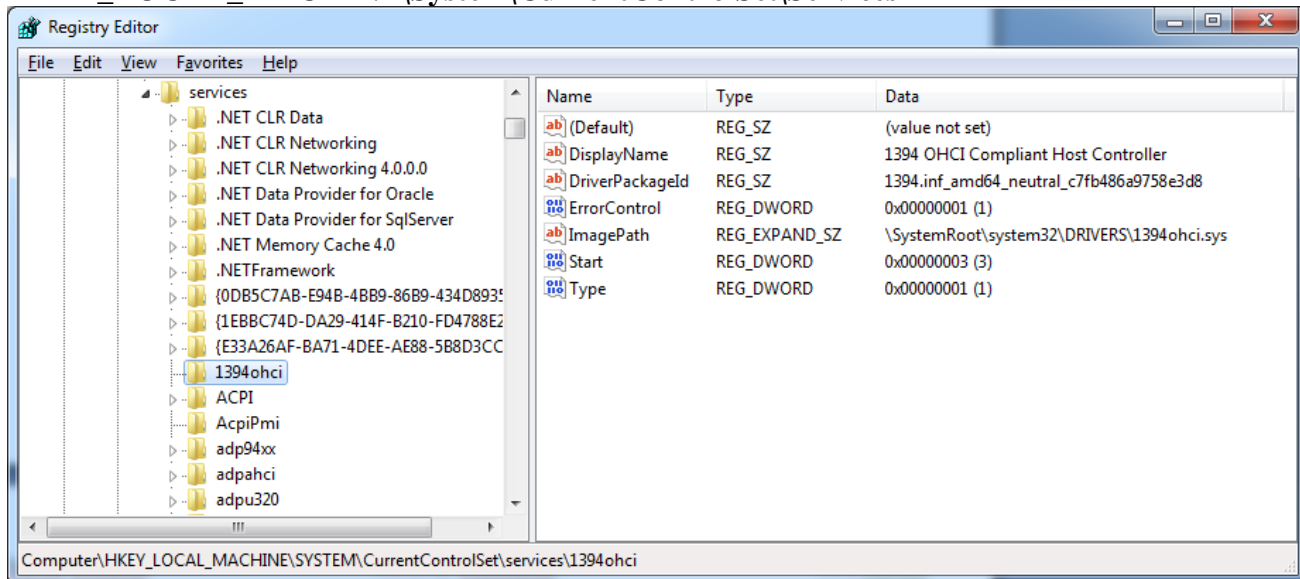 Registry Editor
File Edit View Favorites Help
services
.NET CLR Data
.NET CLR Networking
.NET CLR Networking 4.0.0.0
.NET Data Provider for Oracle
.NET Data Provider for SqlServer
.NET Memory Cache 4.0
.NETFramework
{0DB5C7AB-E94B-4BB9-86B9-434D8935
{1EBBC74D-DA29-414F-B210-FD4788E2
{E33A26AF-BA71-4DEE-AE88-5B8D3CC
1394ohci
ACPI
AcpiPmi
adp94xx
adpahci
adpu320
Name Type Data
(Default) REG_SZ (value not set)
DisplayName REG_SZ 1394 OHCI Compliant Host Controller
DriverPackageId REG_SZ 1394.inf_amd64_neutral_c7fb486a9758e3d8
ErrorControl REG_DWORD 0x00000001 (1)
ImagePath REG_EXPAND_SZ \SystemRoot\system32\DRIVERS\1394ohci.sys
Start REG_DWORD 0x00000003 (3)
Type REG_DWORD 0x00000001 (1)
Computer\HKEY_LOCAL_MACHINE\SYSTEM\CurrentControlSet\services\1394ohci